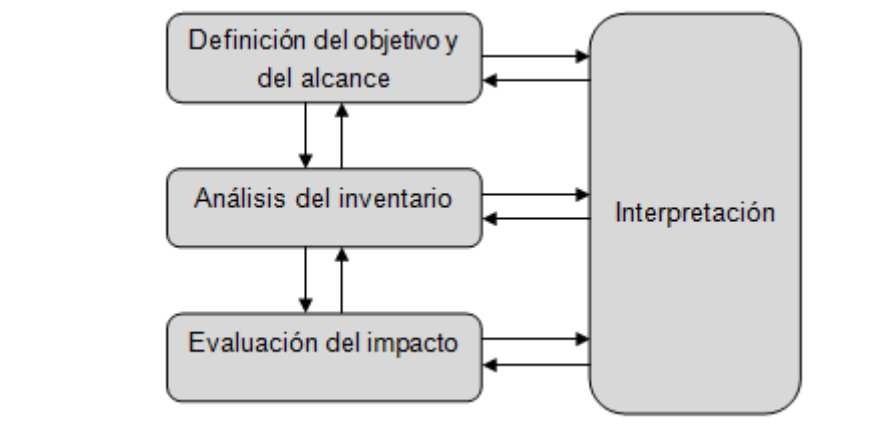 Definición del objetivo y
del alcance
Análisis del inventario
Interpretación
Evaluación del impacto